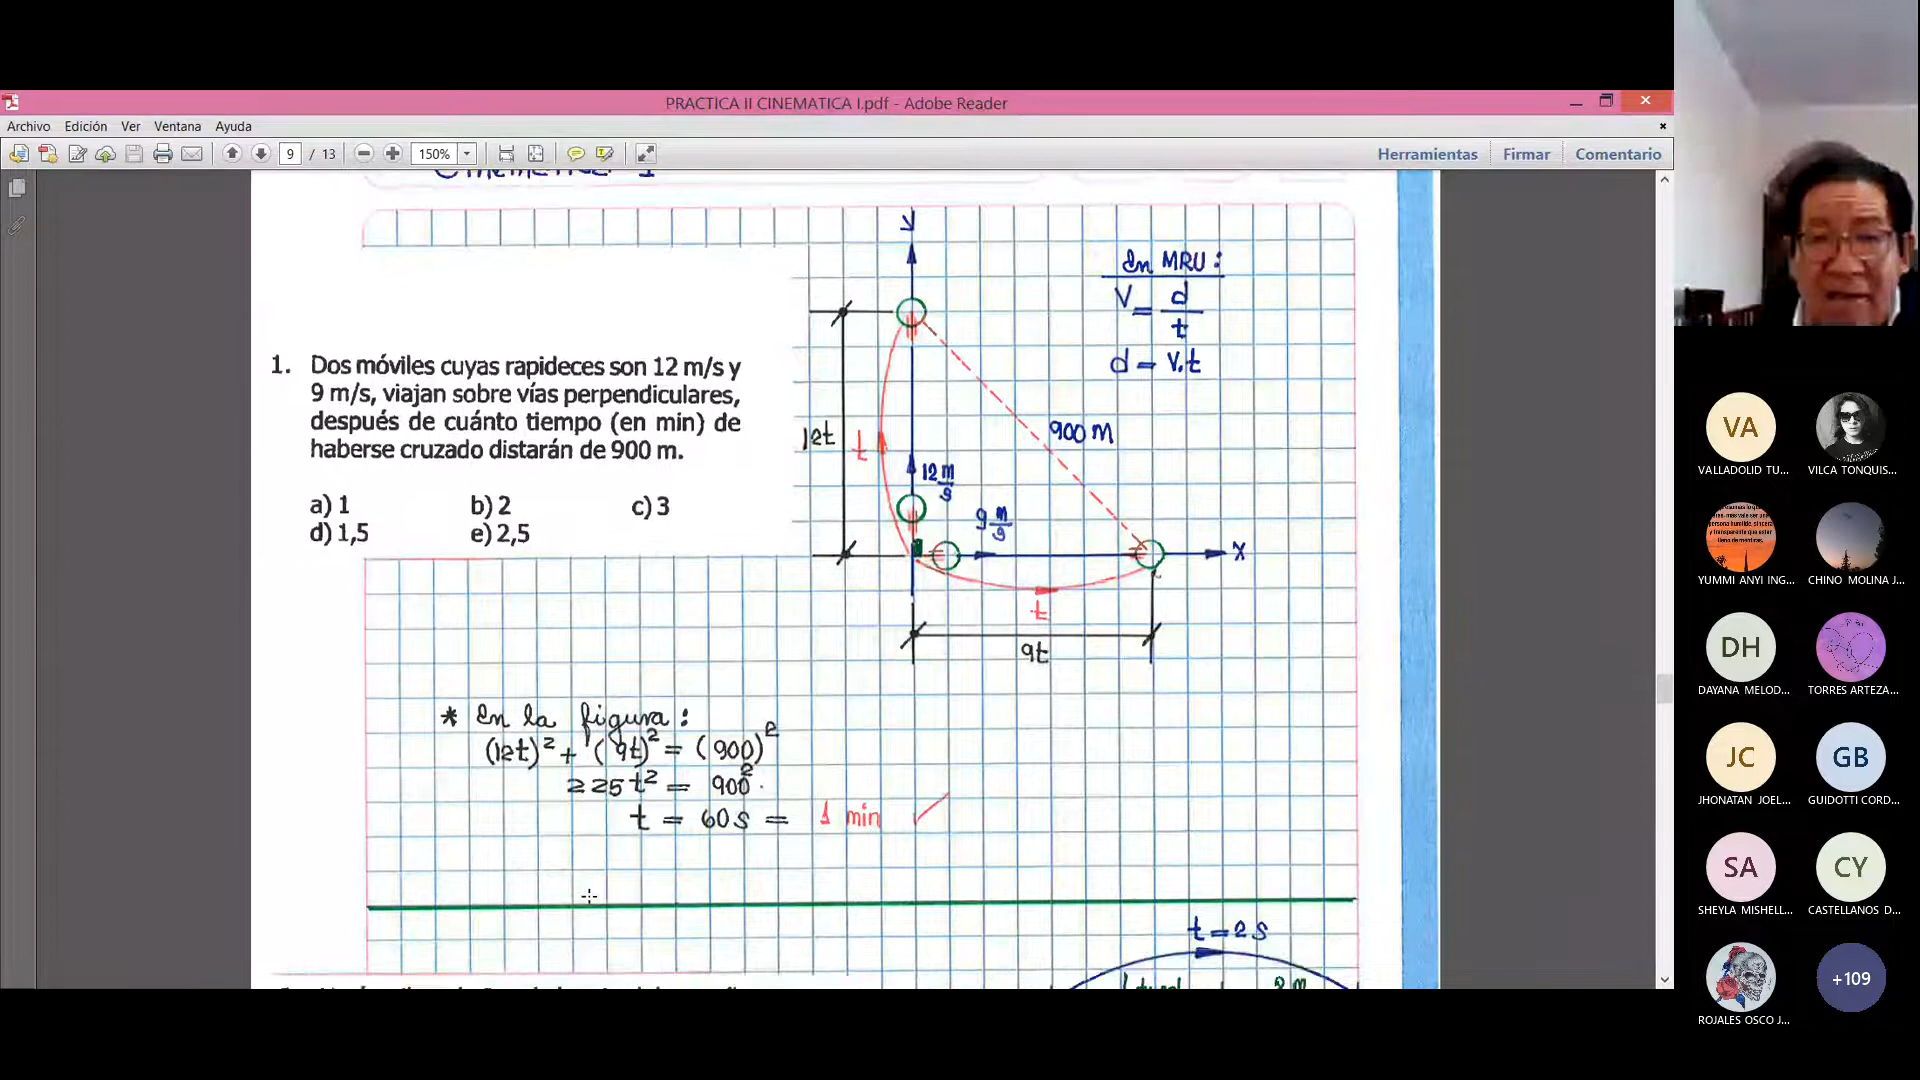 PRACTICA II CINEMATICA I.pdf - Adobe Reader
Archivo Edición Ver Ventana Ayuda
9 / 13 150% Herramientas Firmar Comentario
Cinemática I
1. Dos móviles cuyas rapideces son 12 m/s y
9 m/s, viajan sobre vías perpendiculares,
después de cuánto tiempo (en min) de
haberse cruzado distarán de 900 m.
a) 1 b) 2 c) 3
d) 1,5 e) 2,5
y
En MRU:
V = d/t
d = v.t
12t
t
900 m
12 m/s
9 m/s
x
t
9t
* En la figura:
(12t)² + (9t)² = (900)²
225t² = 900²
t = 60s = 1 min
t = 2s
VA
VALLADOLID TU...
VILCA TONQUIS...
YUMMI ANYI ING...
CHINO MOLINA J...
DH
DAYANA MELOD...
TORRES ARTEZA...
JC
JHONATAN JOEL...
GB
GUIDOTTI CORD...
SA
SHEYLA MISHELL...
CY
CASTELLANOS D...
ROJALES OSCO J...
+109